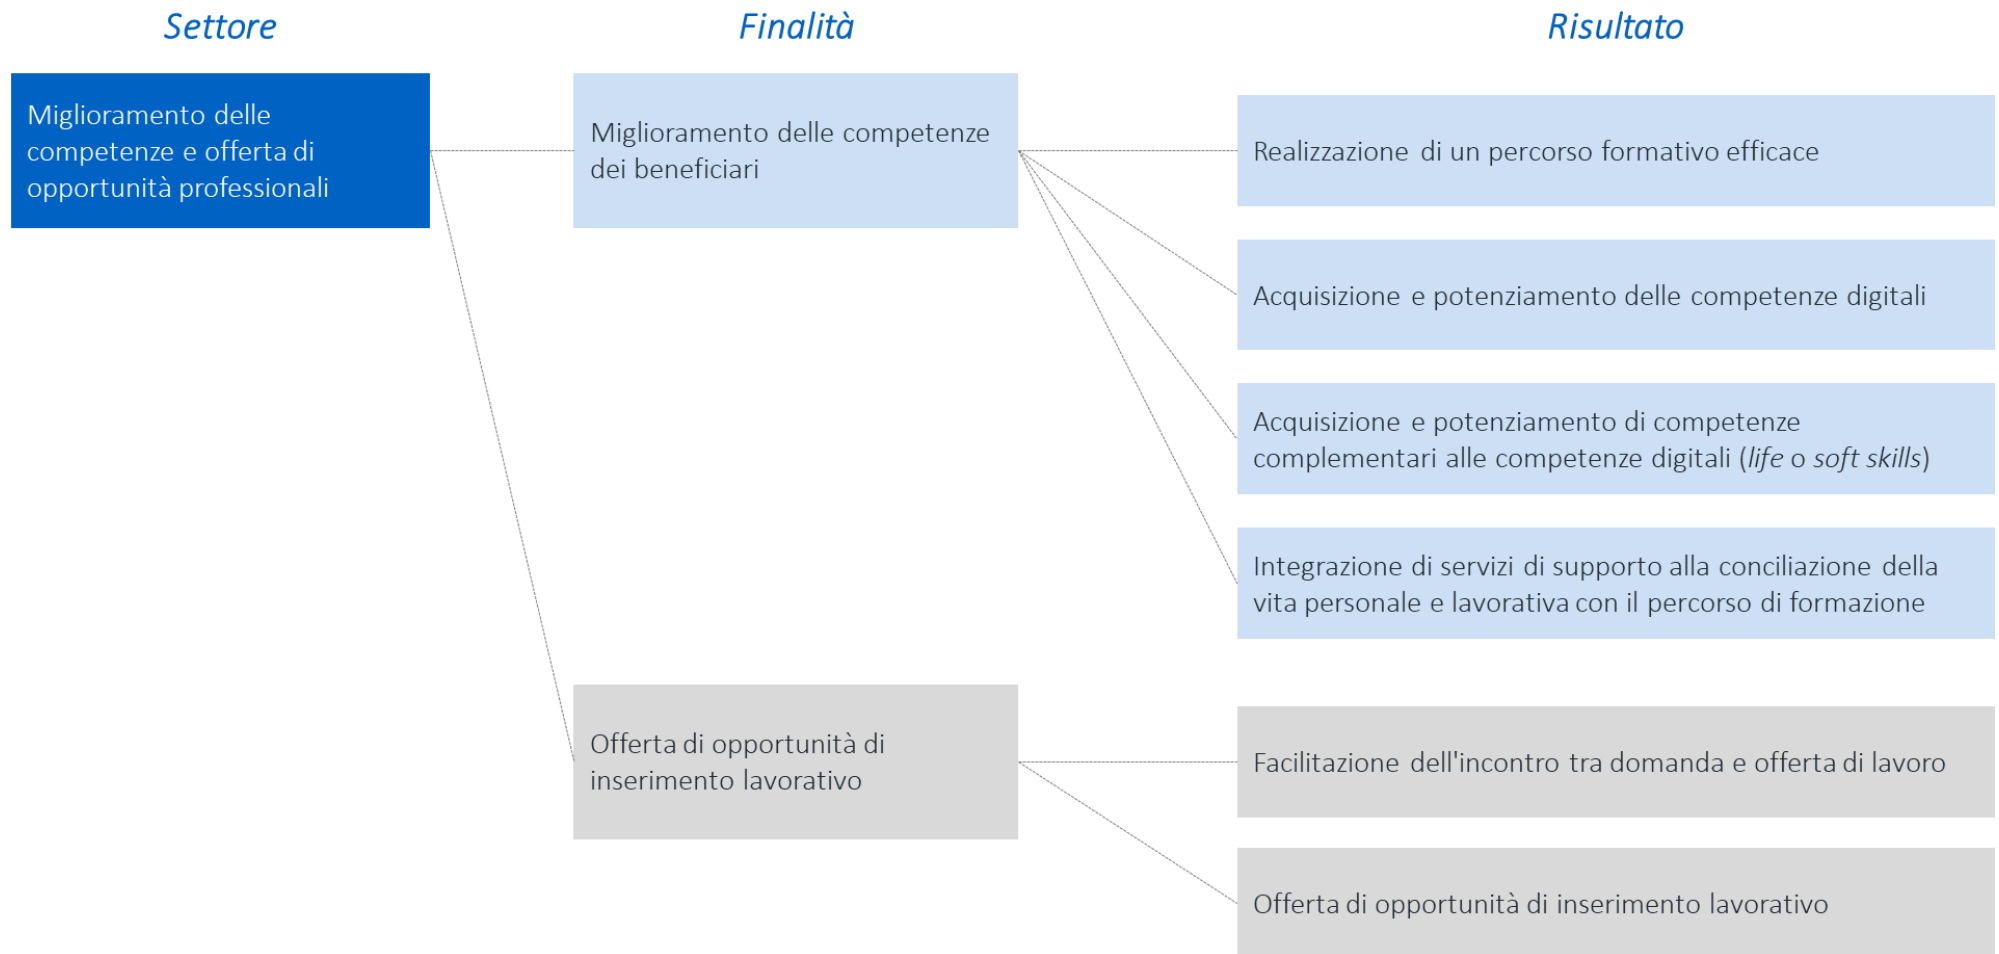 Settore
Finalità
Risultato
Miglioramento delle
competenze e offerta di
opportunità professionali
Miglioramento delle competenze
dei beneficiari
Realizzazione di un percorso formativo efficace
Acquisizione e potenziamento delle competenze digitali
Acquisizione e potenziamento di competenze
complementari alle competenze digitali (life o soft skills)
Integrazione di servizi di supporto alla conciliazione della
vita personale e lavorativa con il percorso di formazione
Offerta di opportunità di
inserimento lavorativo
Facilitazione dell'incontro tra domanda e offerta di lavoro
Offerta di opportunità di inserimento lavorativo